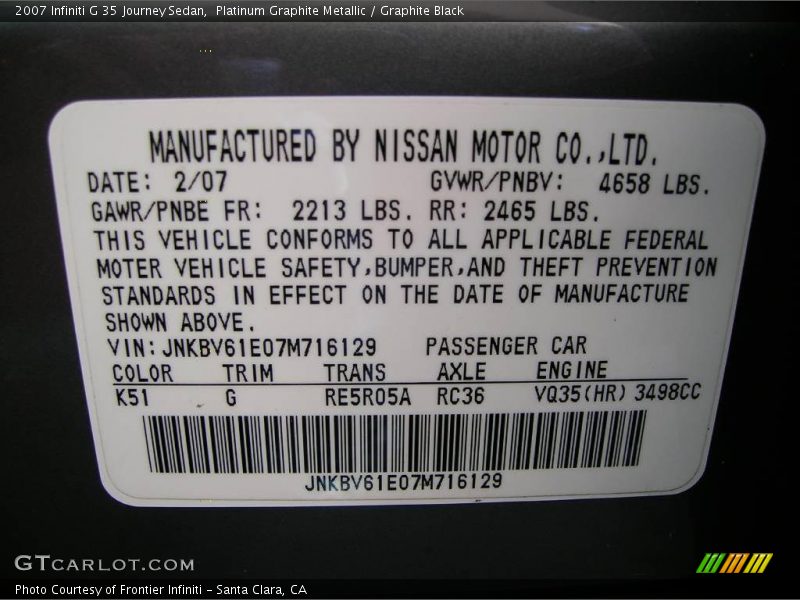 2007 Infiniti G 35 Journey Sedan,  Platinum Graphite Metallic / Graphite Black
MANUFACTURED BY NISSAN MOTOR CO.,LTD.
DATE: 2/07 GVWR/PNBV: 4658 LBS.
GAWR/PNBE FR: 2213 LBS. RR: 2465 LBS.
THIS VEHICLE CONFORMS TO ALL APPLICABLE FEDERAL
MOTER VEHICLE SAFETY,BUMPER,AND THEFT PREVENTION
STANDARDS IN EFFECT ON THE DATE OF MANUFACTURE
SHOWN ABOVE.
VIN:JNKBV61E07M716129 PASSENGER CAR
COLOR TRIM TRANS AXLE ENGINE
K51 G RE5R05A RC36 VQ35(HR) 3498CC
JNKBV61E07M716129
GTCARLOT.COM
Photo Courtesy of Frontier Infiniti - Santa Clara, CA